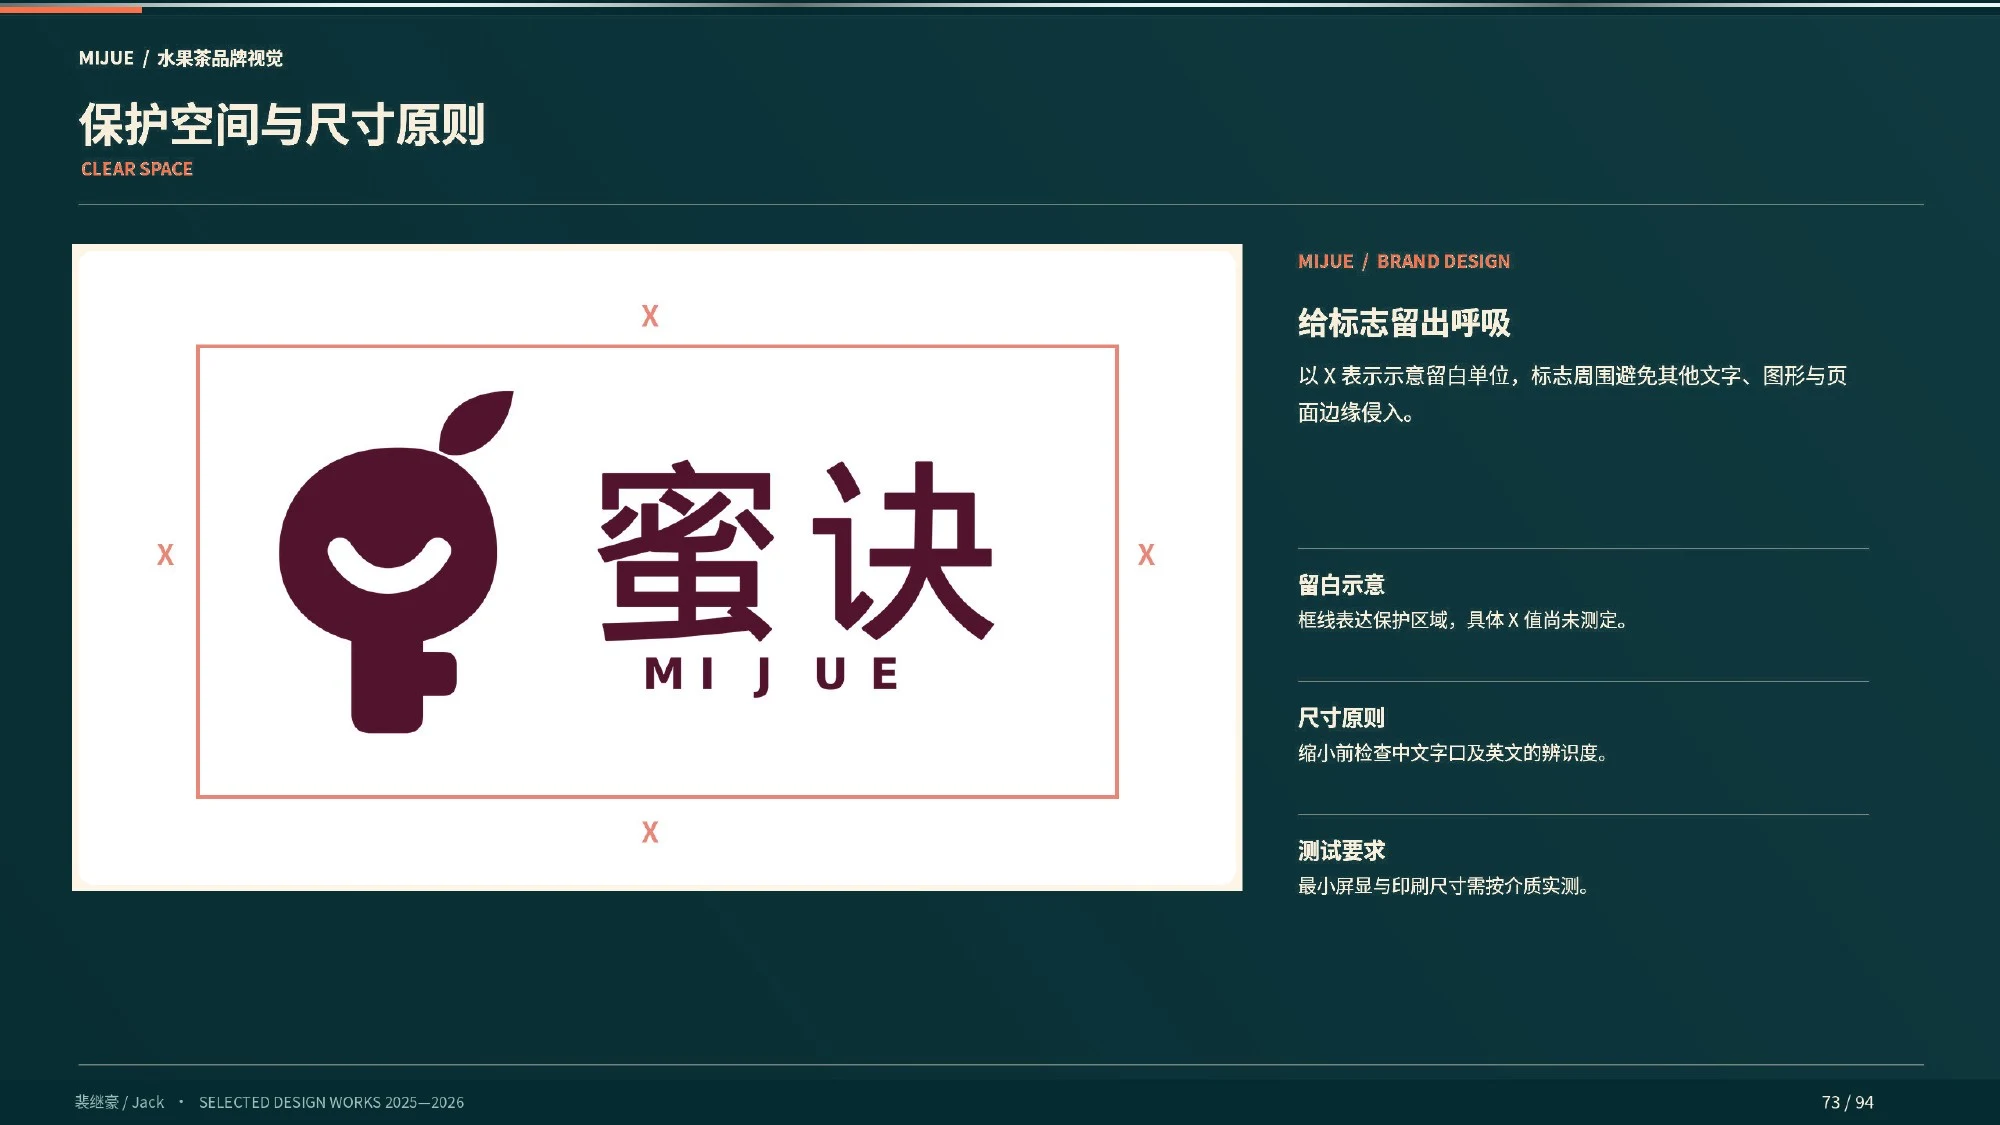 MIJUE / 水果茶品牌视觉
保护空间与尺寸原则
CLEAR SPACE
X
X
X
X
蜜诀
MIJUE
MIJUE / BRAND DESIGN
给标志留出呼吸
以 X 表示示意留白单位，标志周围避免其他文字、图形与页
面边缘侵入。
留白示意
框线表达保护区域，具体 X 值尚未测定。
尺寸原则
缩小前检查中文字口及英文的辨识度。
测试要求
最小屏显与印刷尺寸需按介质实测。
裴继豪 / Jack · SELECTED DESIGN WORKS 2025—2026
73 / 94